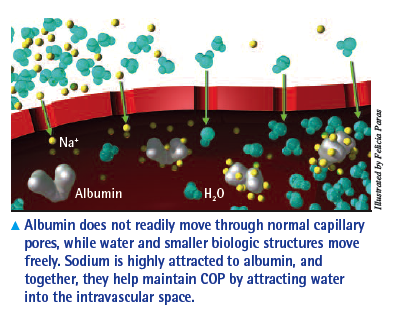 Na⁺
Albumin
H₂O
Illustrated by Felicia Paras
▲ Albumin does not readily move through normal capillary
pores, while water and smaller biologic structures move
freely. Sodium is highly attracted to albumin, and
together, they help maintain COP by attracting water
into the intravascular space.